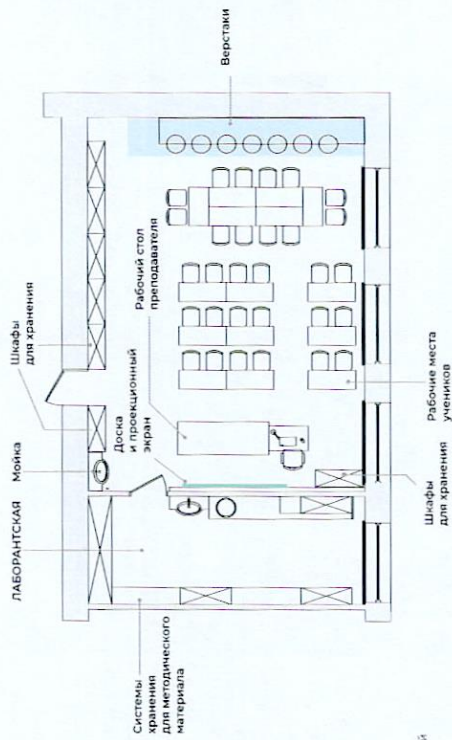 ЛАБОРАНТСКАЯ
Мойка
Шкафы
для хранения
Доска
и проекционный
экран
Рабочий стол
преподавателя
Системы
хранения
для методического
материала
Верстаки
Шкафы
для хранения
Рабочие места
учеников
й